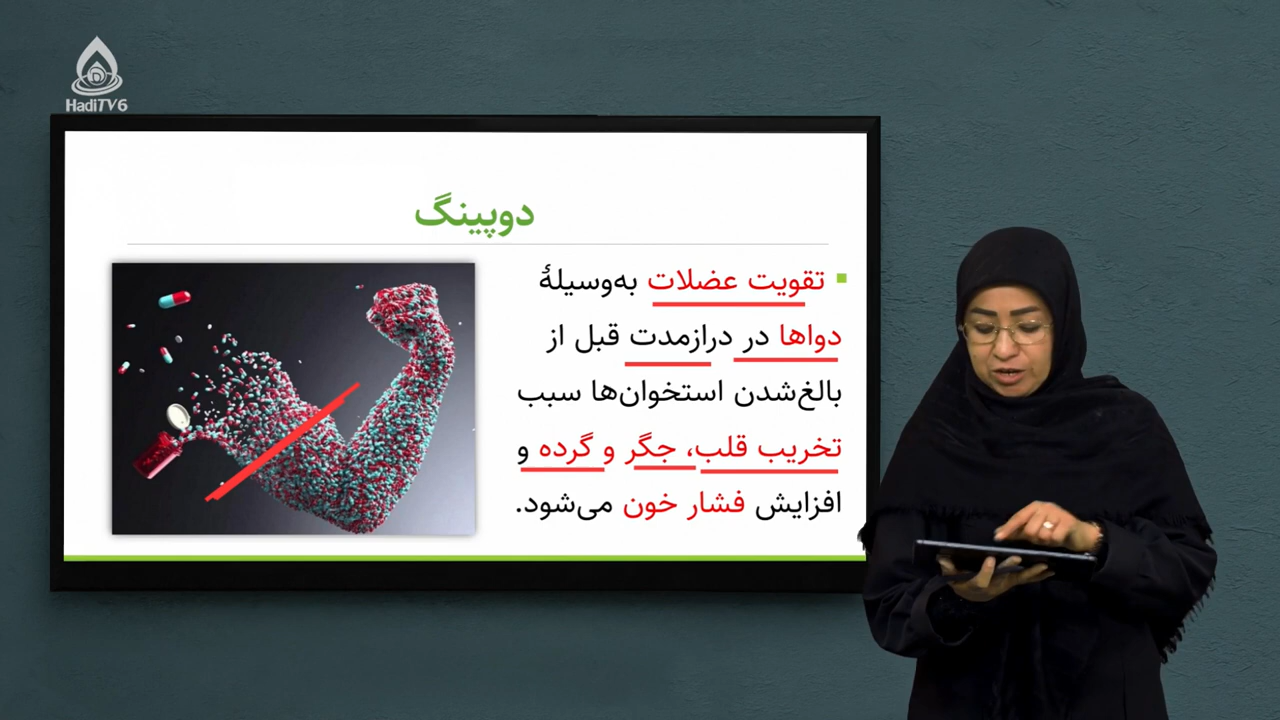 HadiTV6
دوپینگ
تقویت عضلات به‌وسیلهٔ
دواها در درازمدت قبل از
بالغ‌شدن استخوان‌ها سبب
تخریب قلب، جگر و گرده و
افزایش فشار خون می‌شود.